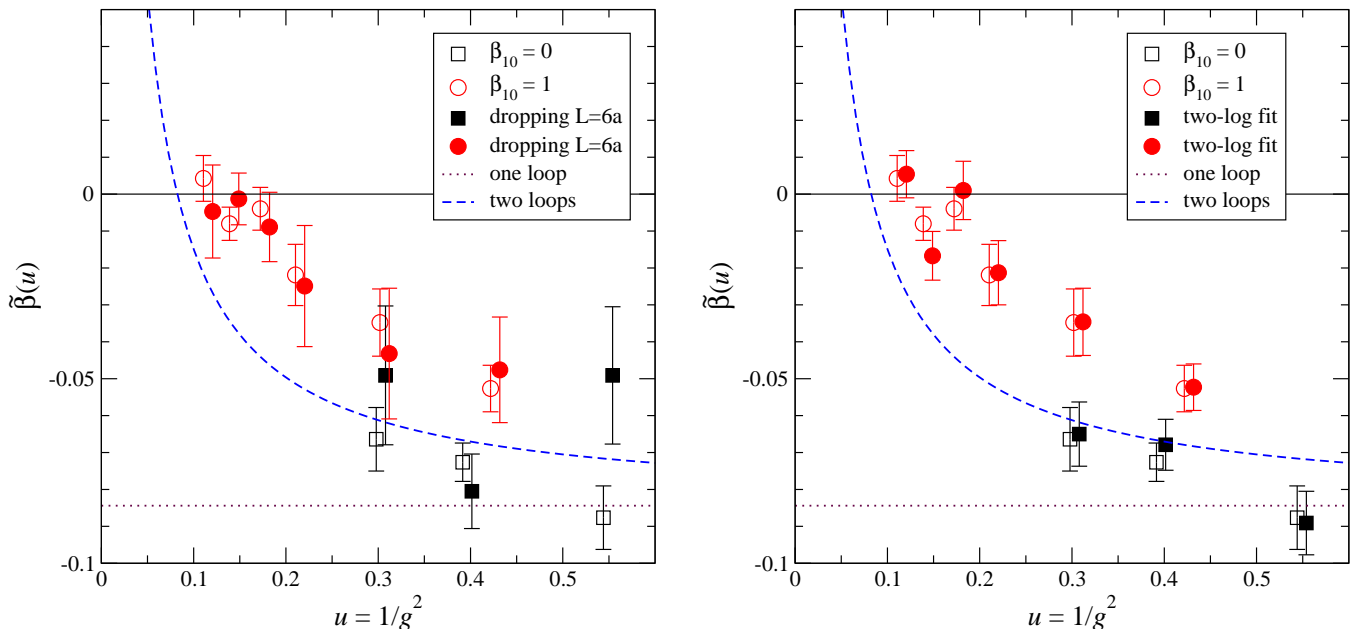 β₁₀ = 0
β₁₀ = 1
dropping L=6a
dropping L=6a
one loop
two loops
0
-0.05
-0.1
β̃(u)
0 0.1 0.2 0.3 0.4 0.5
u = 1/g²
β₁₀ = 0
β₁₀ = 1
two-log fit
two-log fit
one loop
two loops
0
-0.05
-0.1
β̃(u)
0 0.1 0.2 0.3 0.4 0.5
u = 1/g²